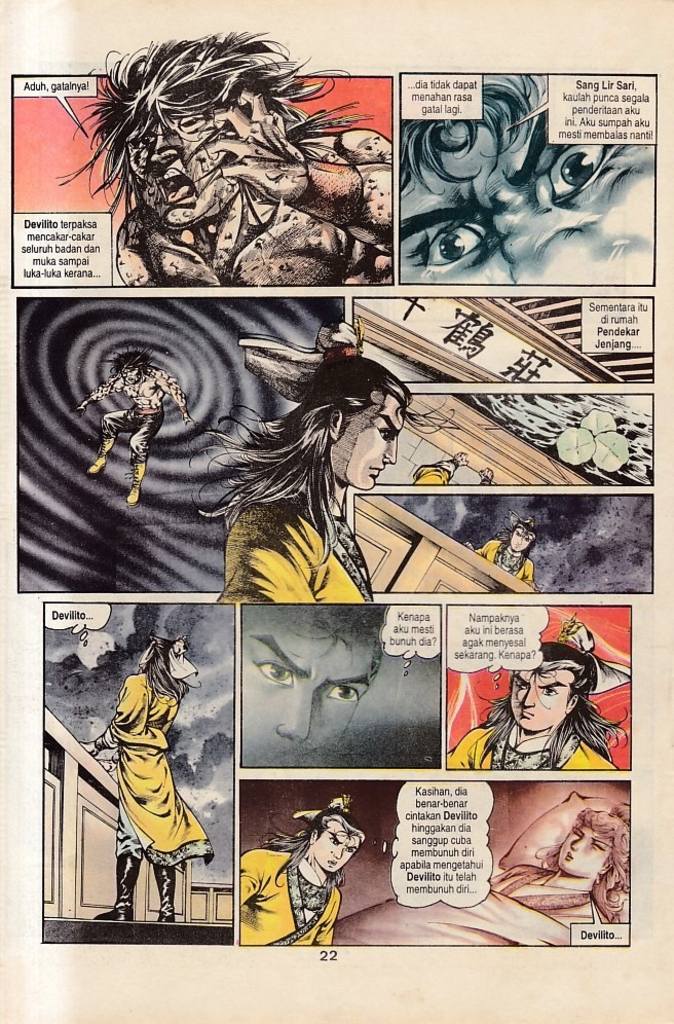 Aduh, gatalnya!
Devilito terpaksa
mencakar-cakar
seluruh badan dan
muka sampai
luka-luka kerana...
...dia tidak dapat
menahan rasa
gatal lagi.
Sang Lir Sari,
kaulah punca segala
penderitaan aku
ini. Aku sumpah aku
mesti membalas nanti!
鶴莊
Sementara itu
di rumah
Pendekar
Jenjang....
Devilito...
Kenapa
aku mesti
bunuh dia?
Nampaknya
aku ini berasa
agak menyesal
sekarang. Kenapa?
Kasihan, dia
benar-benar
cintakan Devilito
hinggakan dia
sanggup cuba
membunuh diri
apabila mengetahui
Devilito itu telah
membunuh diri...
Devilito...
22